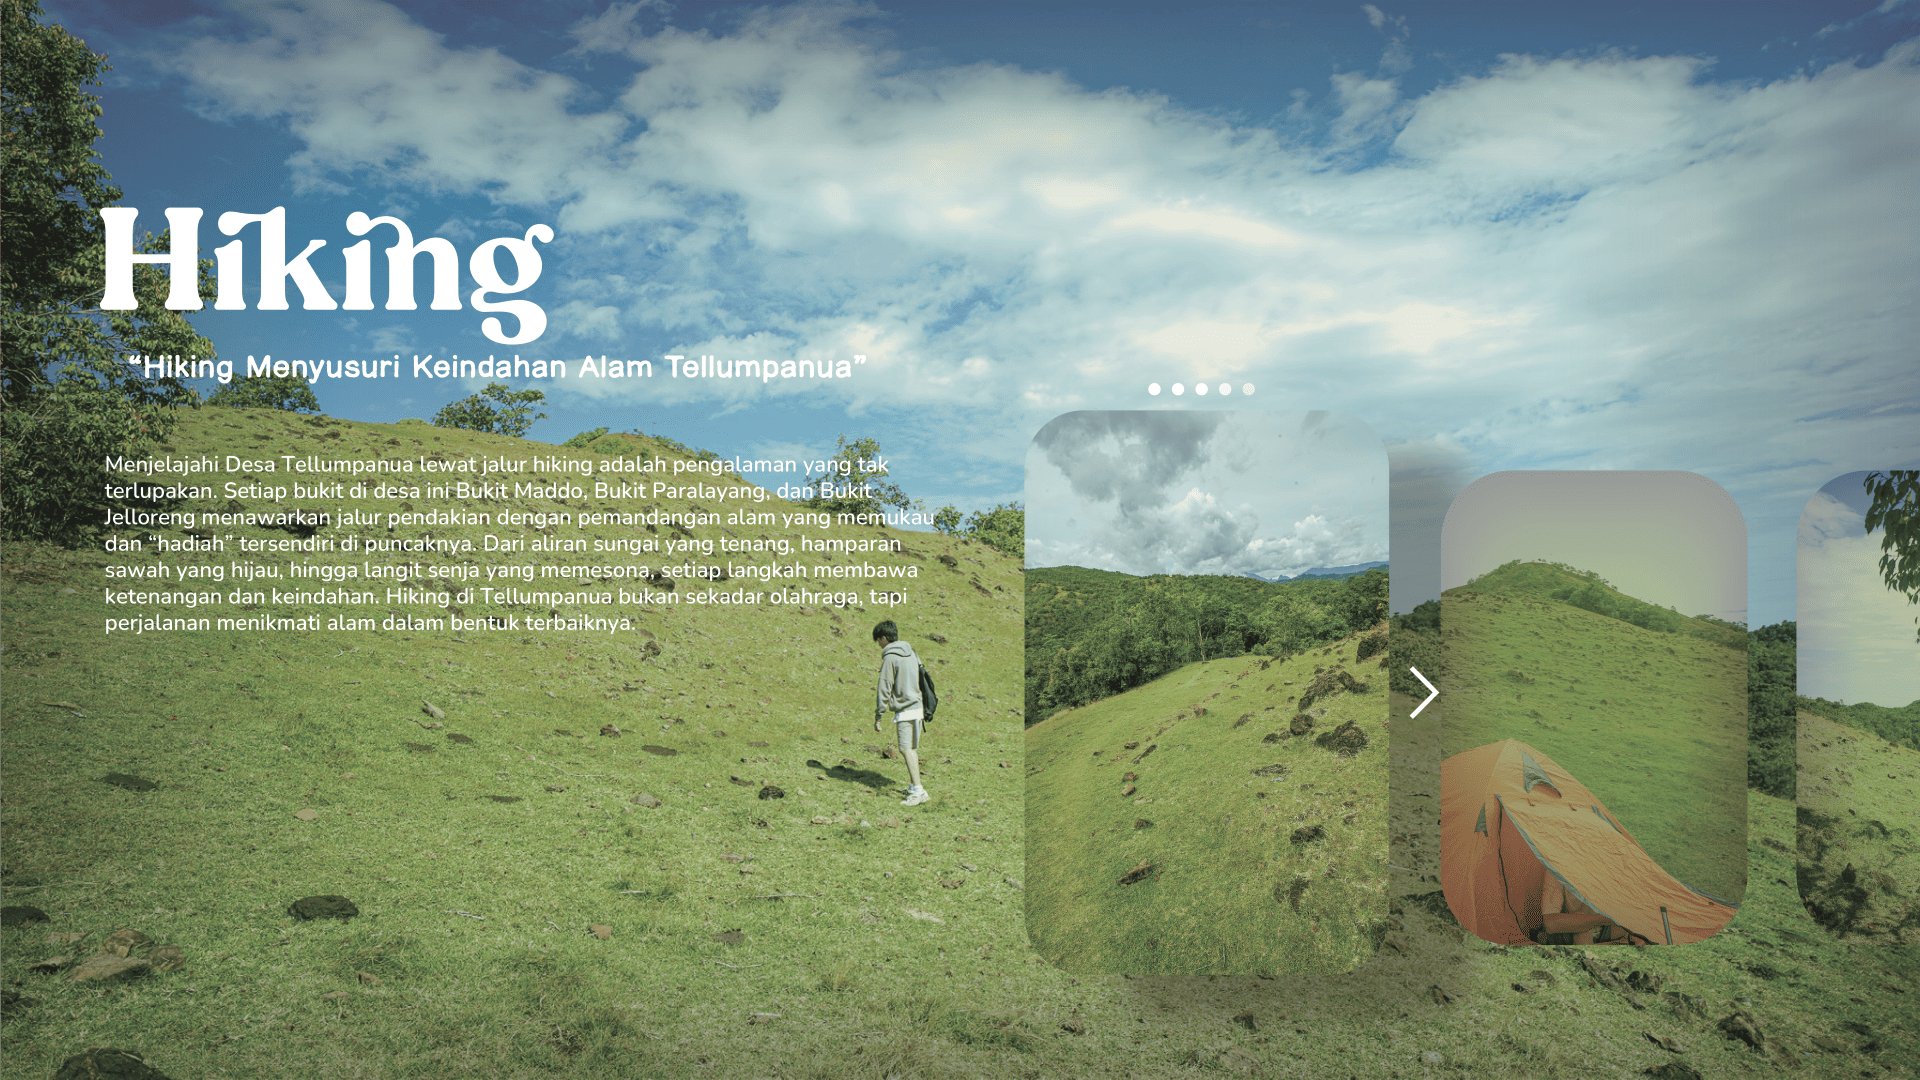 Hiking
“Hiking Menyusuri Keindahan Alam Tellumpanua”
Menjelajahi Desa Tellumpanua lewat jalur hiking adalah pengalaman yang tak
terlupakan. Setiap bukit di desa ini Bukit Maddo, Bukit Paralayang, dan Bukit
Jelloreng menawarkan jalur pendakian dengan pemandangan alam yang memukau
dan “hadiah” tersendiri di puncaknya. Dari aliran sungai yang tenang, hamparan
sawah yang hijau, hingga langit senja yang memesona, setiap langkah membawa
ketenangan dan keindahan. Hiking di Tellumpanua bukan sekadar olahraga, tapi
perjalanan menikmati alam dalam bentuk terbaiknya.